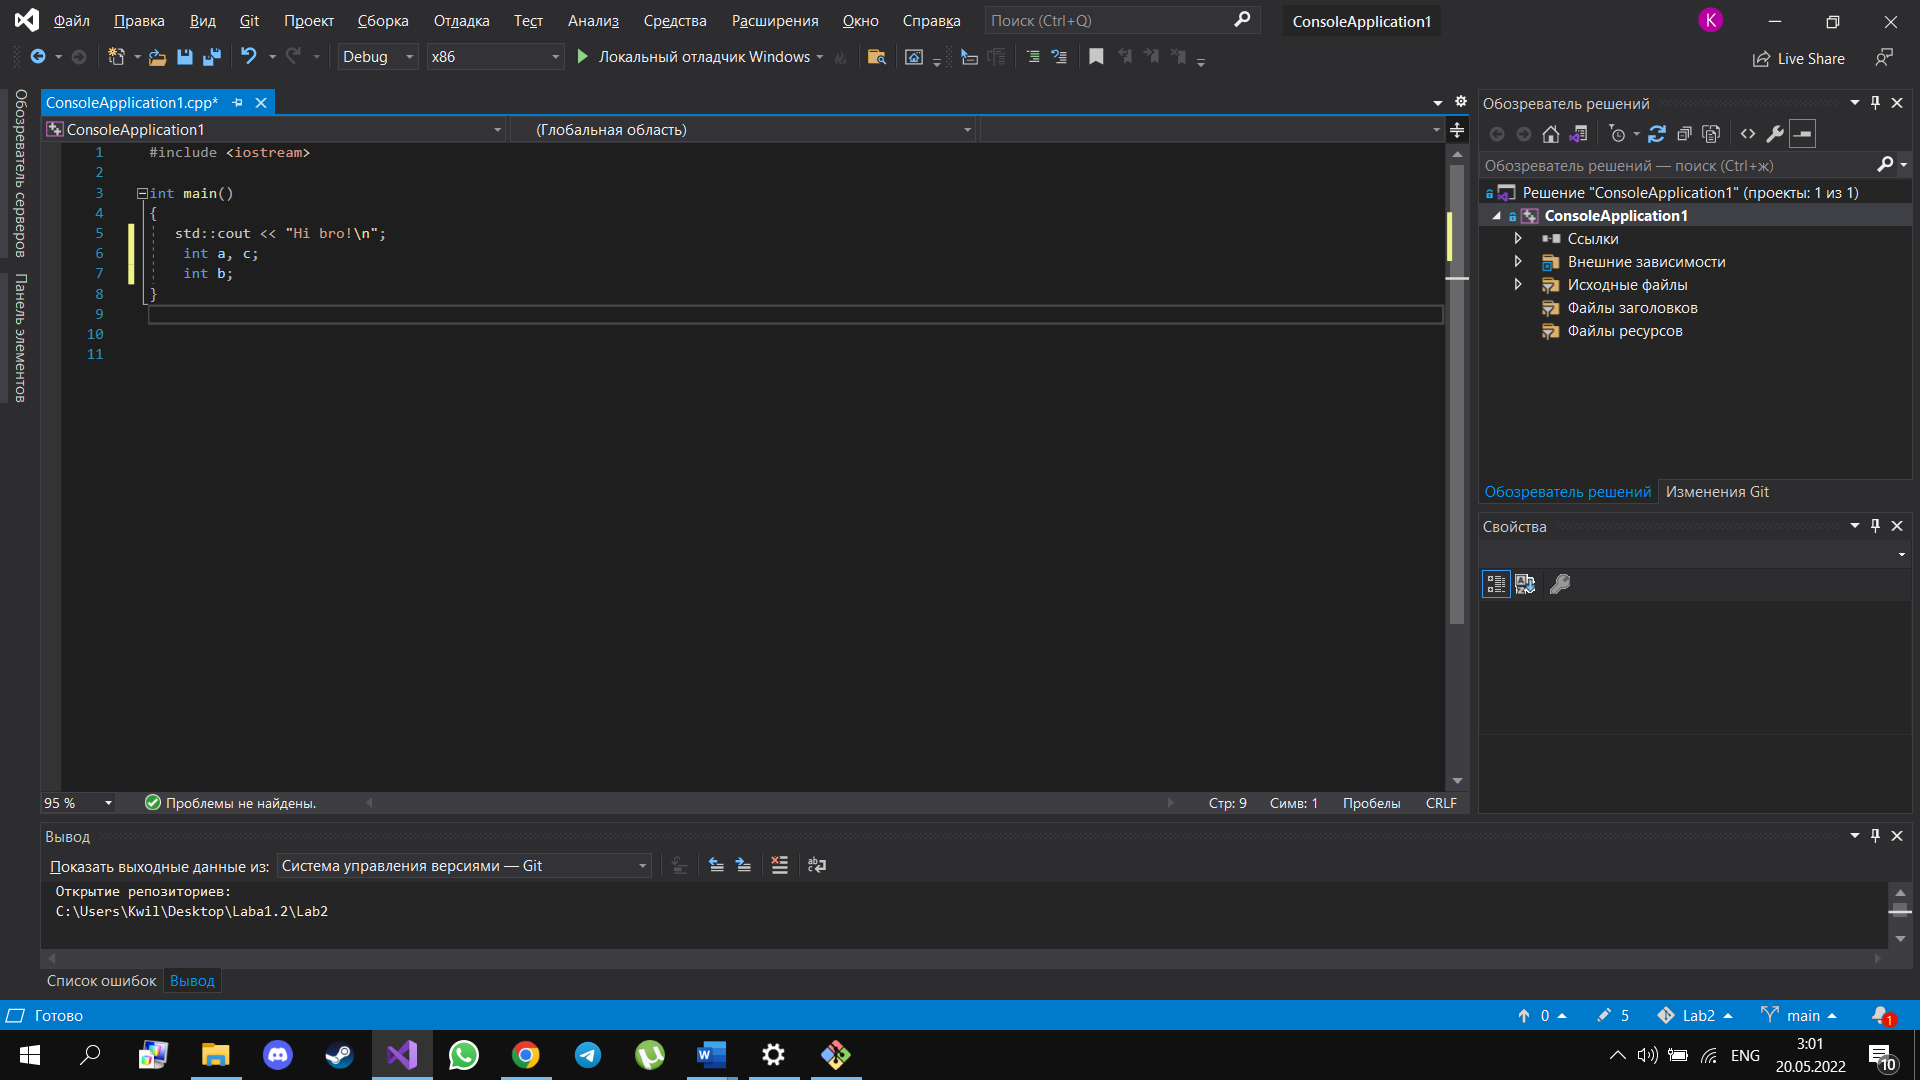 Файл Правка Вид Git Проект Сборка Отладка Тест Анализ Средства Расширения Окно Справка Поиск (Ctrl+Q) ConsoleApplication1 K
Debug x86 Локальный отладчик Windows Live Share
Обозреватель серверов
Панель элементов
ConsoleApplication1.cpp*
ConsoleApplication1 (Глобальная область)
1 #include <iostream>
2
3 int main()
4 {
5 std::cout << "Hi bro!\n";
6 int a, c;
7 int b;
8 }
9
10
11
95 % Проблемы не найдены. Стр: 9 Симв: 1 Пробелы CRLF
Обозреватель решений
Обозреватель решений — поиск (Ctrl+ж)
Решение "ConsoleApplication1" (проекты: 1 из 1)
ConsoleApplication1
Ссылки
Внешние зависимости
Исходные файлы
Файлы заголовков
Файлы ресурсов
Обозреватель решений Изменения Git
Свойства
Вывод
Показать выходные данные из: Система управления версиями — Git
Открытие репозиториев:
C:\Users\Kwil\Desktop\Laba1.2\Lab2
Список ошибок Вывод
Готово 0 5 Lab2 main 1
ENG 3:01
20.05.2022 10